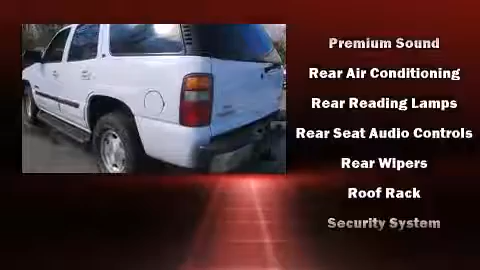 Premium Sound
Rear Air Conditioning
Rear Reading Lamps
Rear Seat Audio Controls
Rear Wipers
Roof Rack
Security System